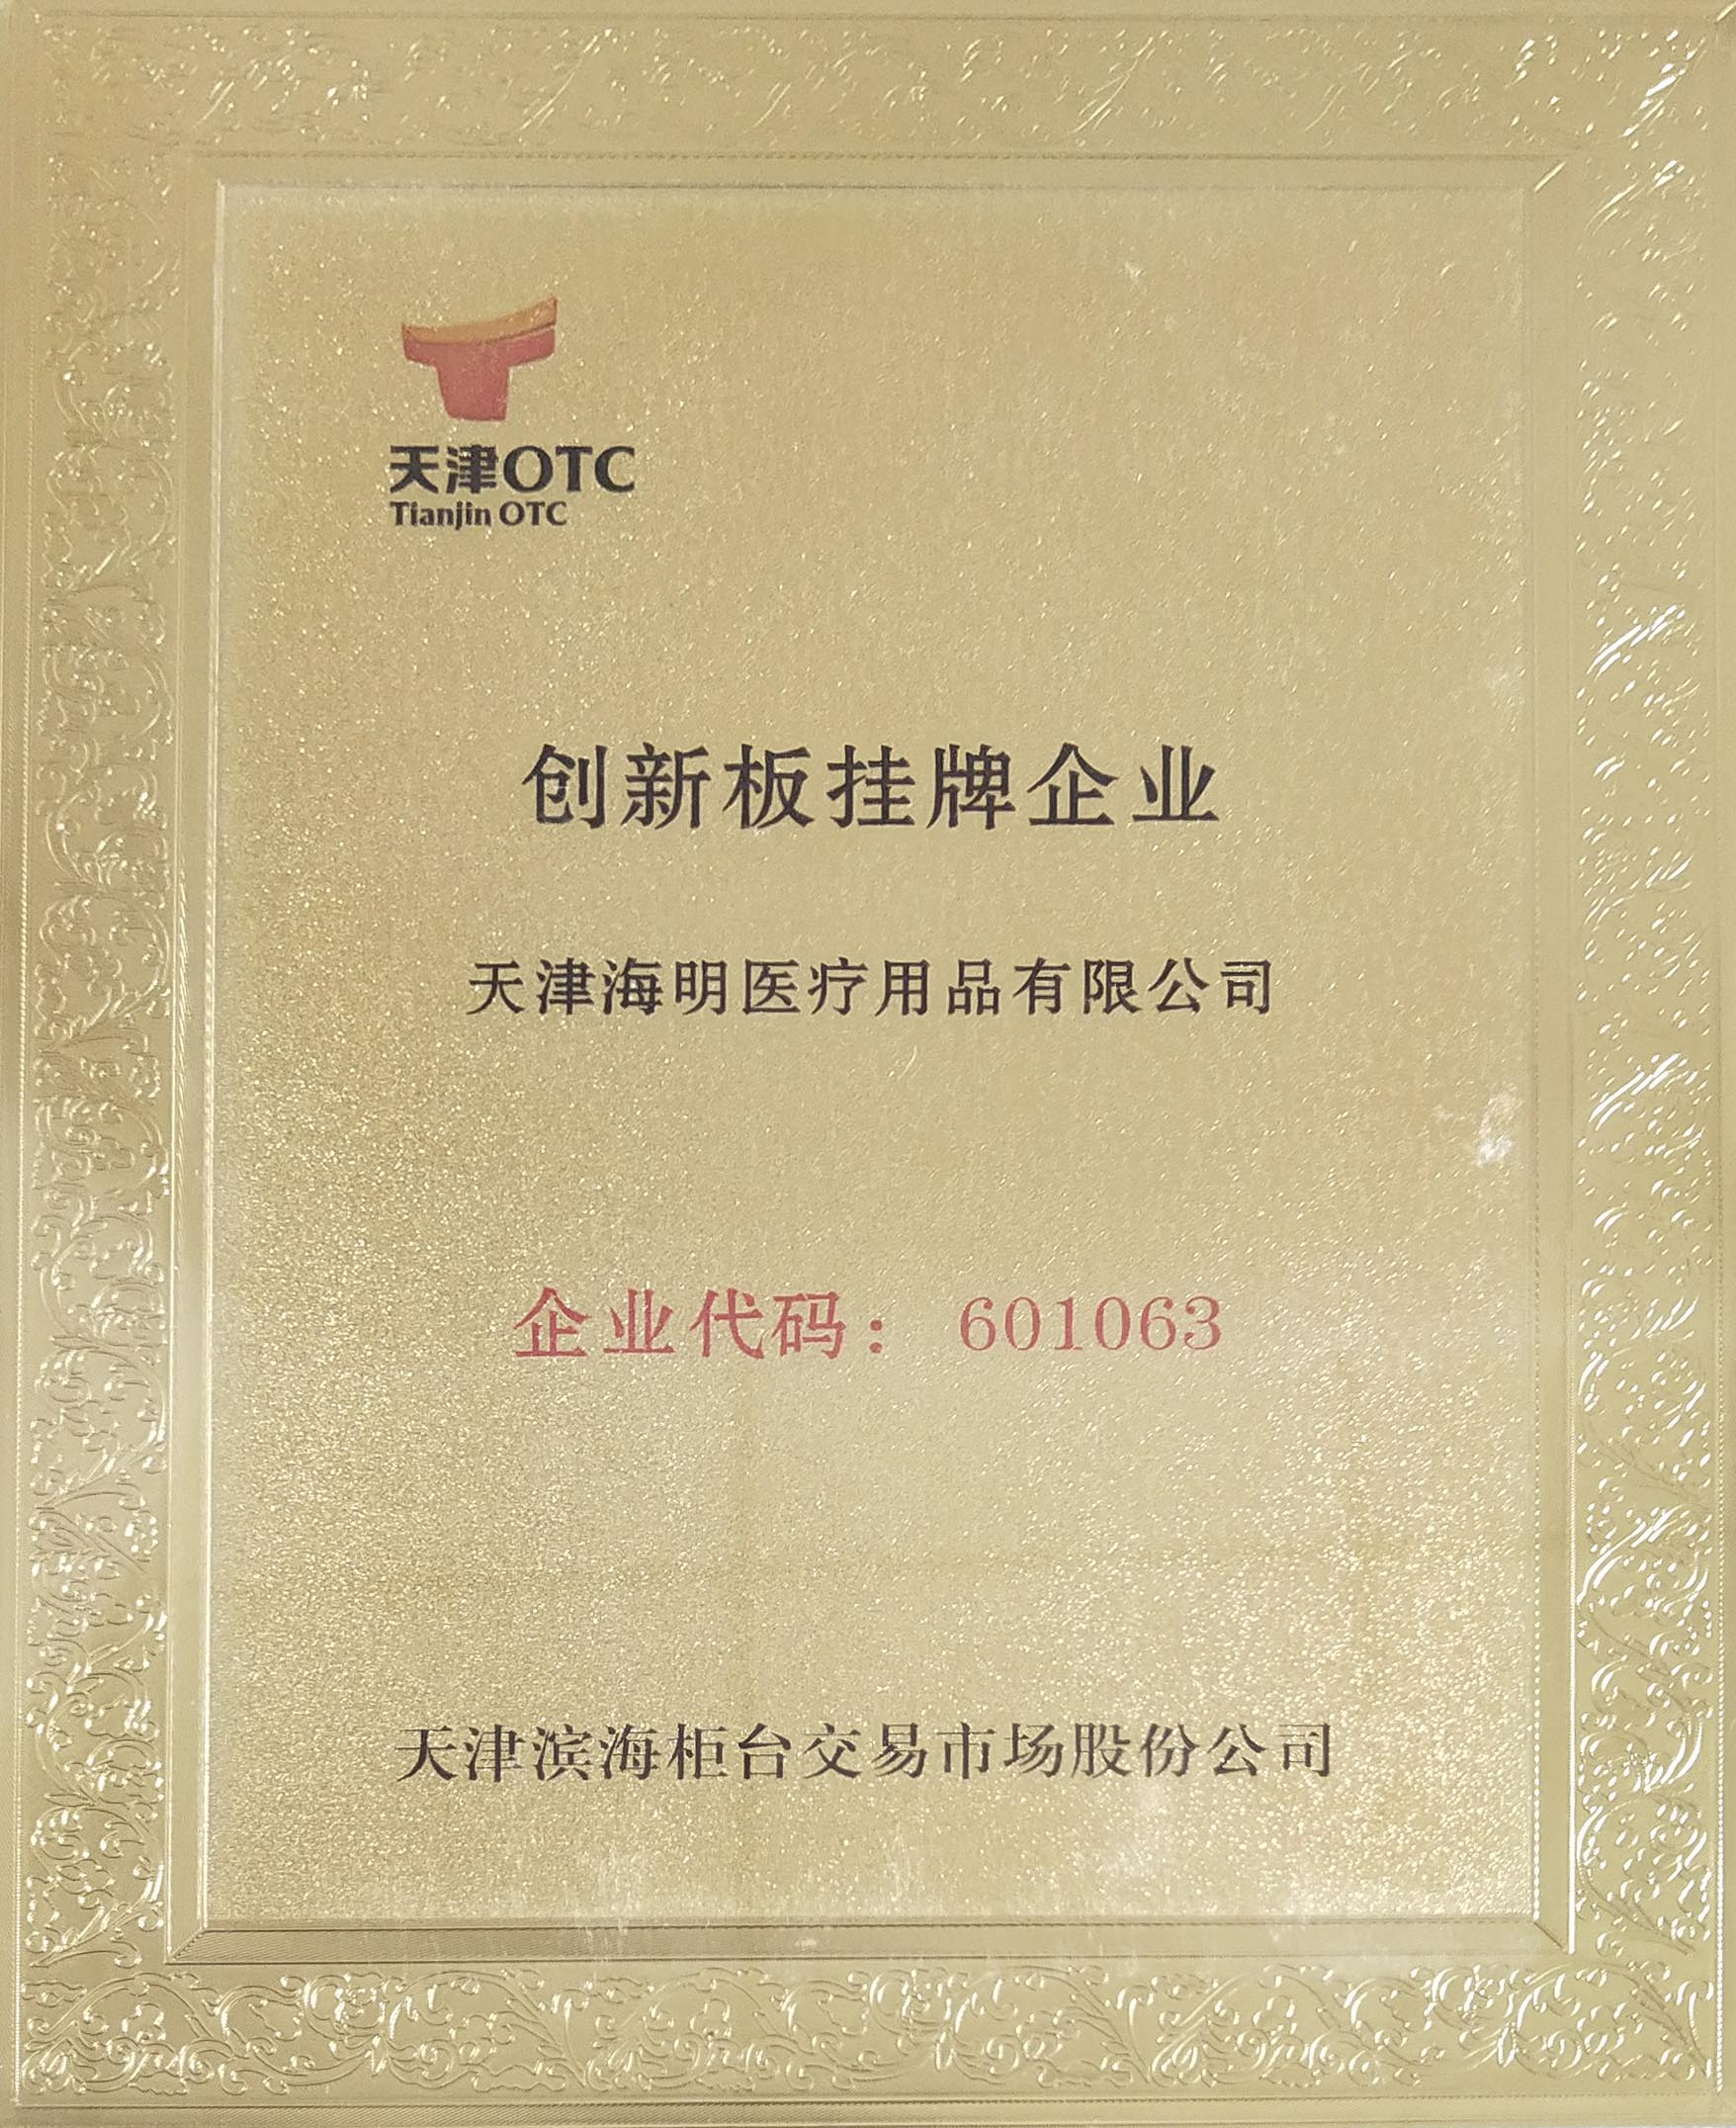 天津OTC
Tianjin OTC
创新板挂牌企业
天津海明医疗用品有限公司
企业代码：601063
天津滨海柜台交易市场股份公司